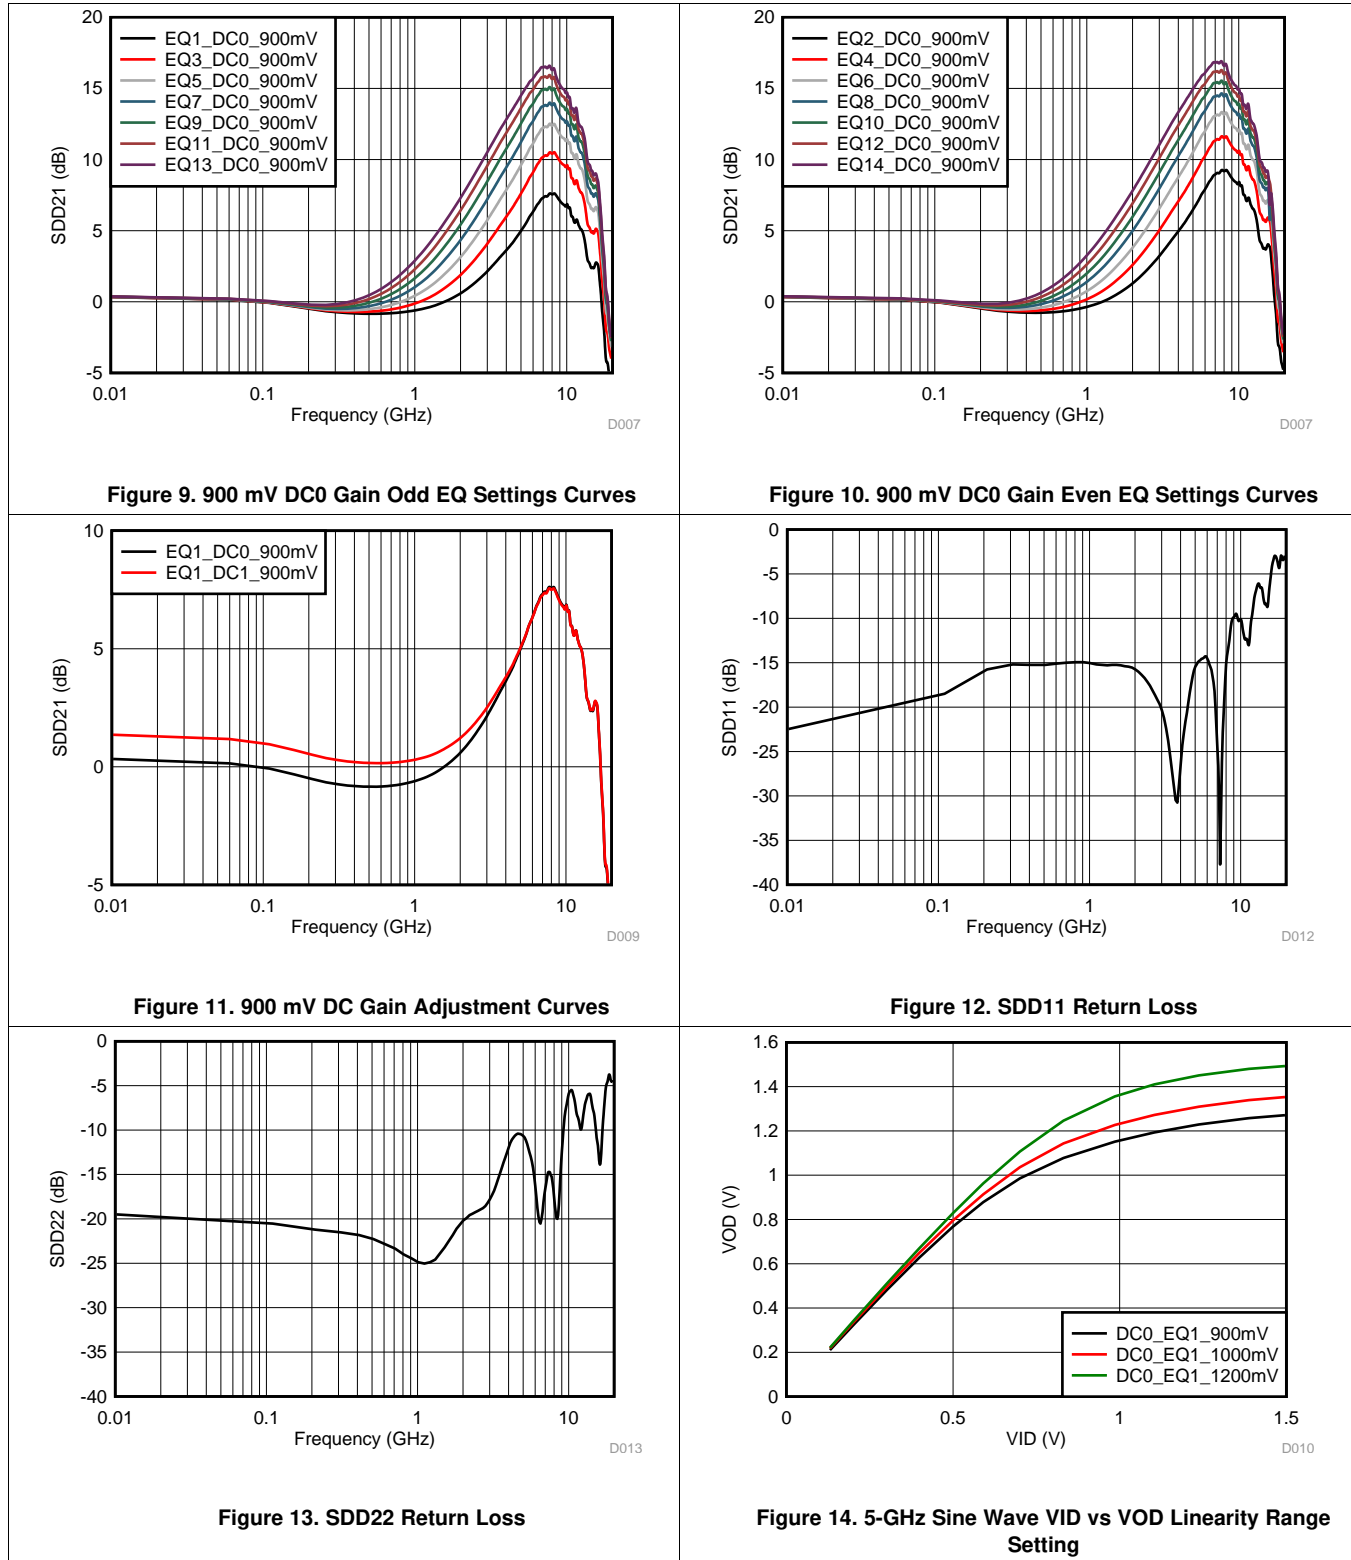 20
15
10
5
0
-5
SDD21 (dB)
EQ1_DC0_900mV
EQ3_DC0_900mV
EQ5_DC0_900mV
EQ7_DC0_900mV
EQ9_DC0_900mV
EQ11_DC0_900mV
EQ13_DC0_900mV
0.01 0.1 1 10
Frequency (GHz)
D007
Figure 9. 900 mV DC0 Gain Odd EQ Settings Curves
20
15
10
5
0
-5
SDD21 (dB)
EQ2_DC0_900mV
EQ4_DC0_900mV
EQ6_DC0_900mV
EQ8_DC0_900mV
EQ10_DC0_900mV
EQ12_DC0_900mV
EQ14_DC0_900mV
0.01 0.1 1 10
Frequency (GHz)
D007
Figure 10. 900 mV DC0 Gain Even EQ Settings Curves
10
5
0
-5
SDD21 (dB)
EQ1_DC0_900mV
EQ1_DC1_900mV
0.01 0.1 1 10
Frequency (GHz)
D009
Figure 11. 900 mV DC Gain Adjustment Curves
0
-5
-10
-15
-20
-25
-30
-35
-40
SDD11 (dB)
0.01 0.1 1 10
Frequency (GHz)
D012
Figure 12. SDD11 Return Loss
0
-5
-10
-15
-20
-25
-30
-35
-40
SDD22 (dB)
0.01 0.1 1 10
Frequency (GHz)
D013
Figure 13. SDD22 Return Loss
1.6
1.4
1.2
1
0.8
0.6
0.4
0.2
0
VOD (V)
DC0_EQ1_900mV
DC0_EQ1_1000mV
DC0_EQ1_1200mV
0 0.5 1 1.5
VID (V)
D010
Figure 14. 5-GHz Sine Wave VID vs VOD Linearity Range
Setting